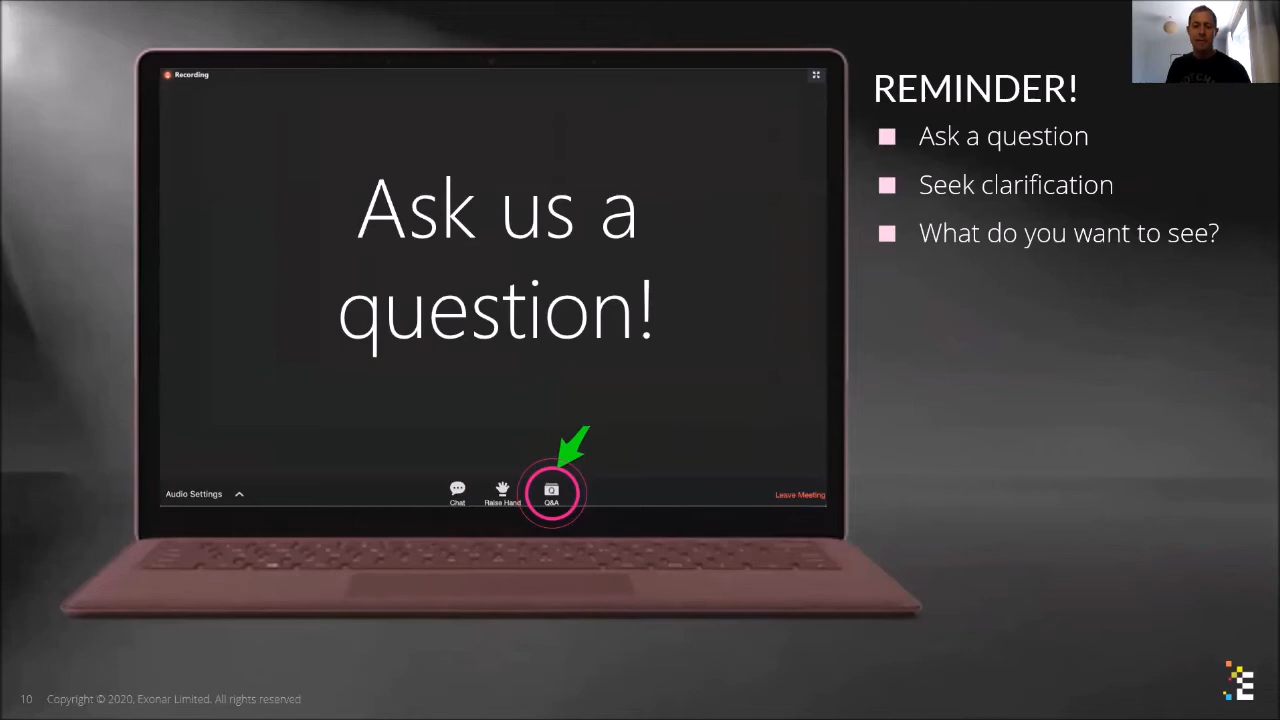 Recording
Ask us a
question!
Audio Settings
Chat
Raise Hand
Q&A
Leave Meeting
REMINDER!
Ask a question
Seek clarification
What do you want to see?
10 Copyright © 2020, Exonar Limited. All rights reserved